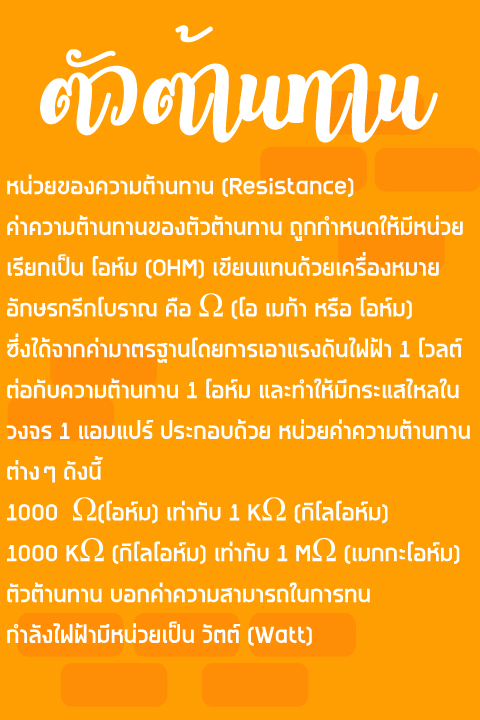 ตัวต้านทาน
หน่วยของความต้านทาน (Resistance)
ค่าความต้านทานของตัวต้านทาน ถูกกำหนดให้มีหน่วย
เรียกเป็น โอห์ม (OHM) เขียนแทนด้วยเครื่องหมาย
อักษรกรีกโบราณ คือ Ω (โอ เมก้า หรือ โอห์ม)
ซึ่งได้จากค่ามาตรฐานโดยการเอาแรงดันไฟฟ้า 1 โวลต์
ต่อกับความต้านทาน 1 โอห์ม และทำให้มีกระแสไหลใน
วงจร 1 แอมแปร์ ประกอบด้วย หน่วยค่าความต้านทาน
ต่างๆ ดังนี้
1000 Ω(โอห์ม) เท่ากับ 1 KΩ (กิโลโอห์ม)
1000 KΩ (กิโลโอห์ม) เท่ากับ 1 MΩ (เมกกะโอห์ม)
ตัวต้านทาน บอกค่าความสามารถในการทน
กำลังไฟฟ้ามีหน่วยเป็น วัตต์ (Watt)